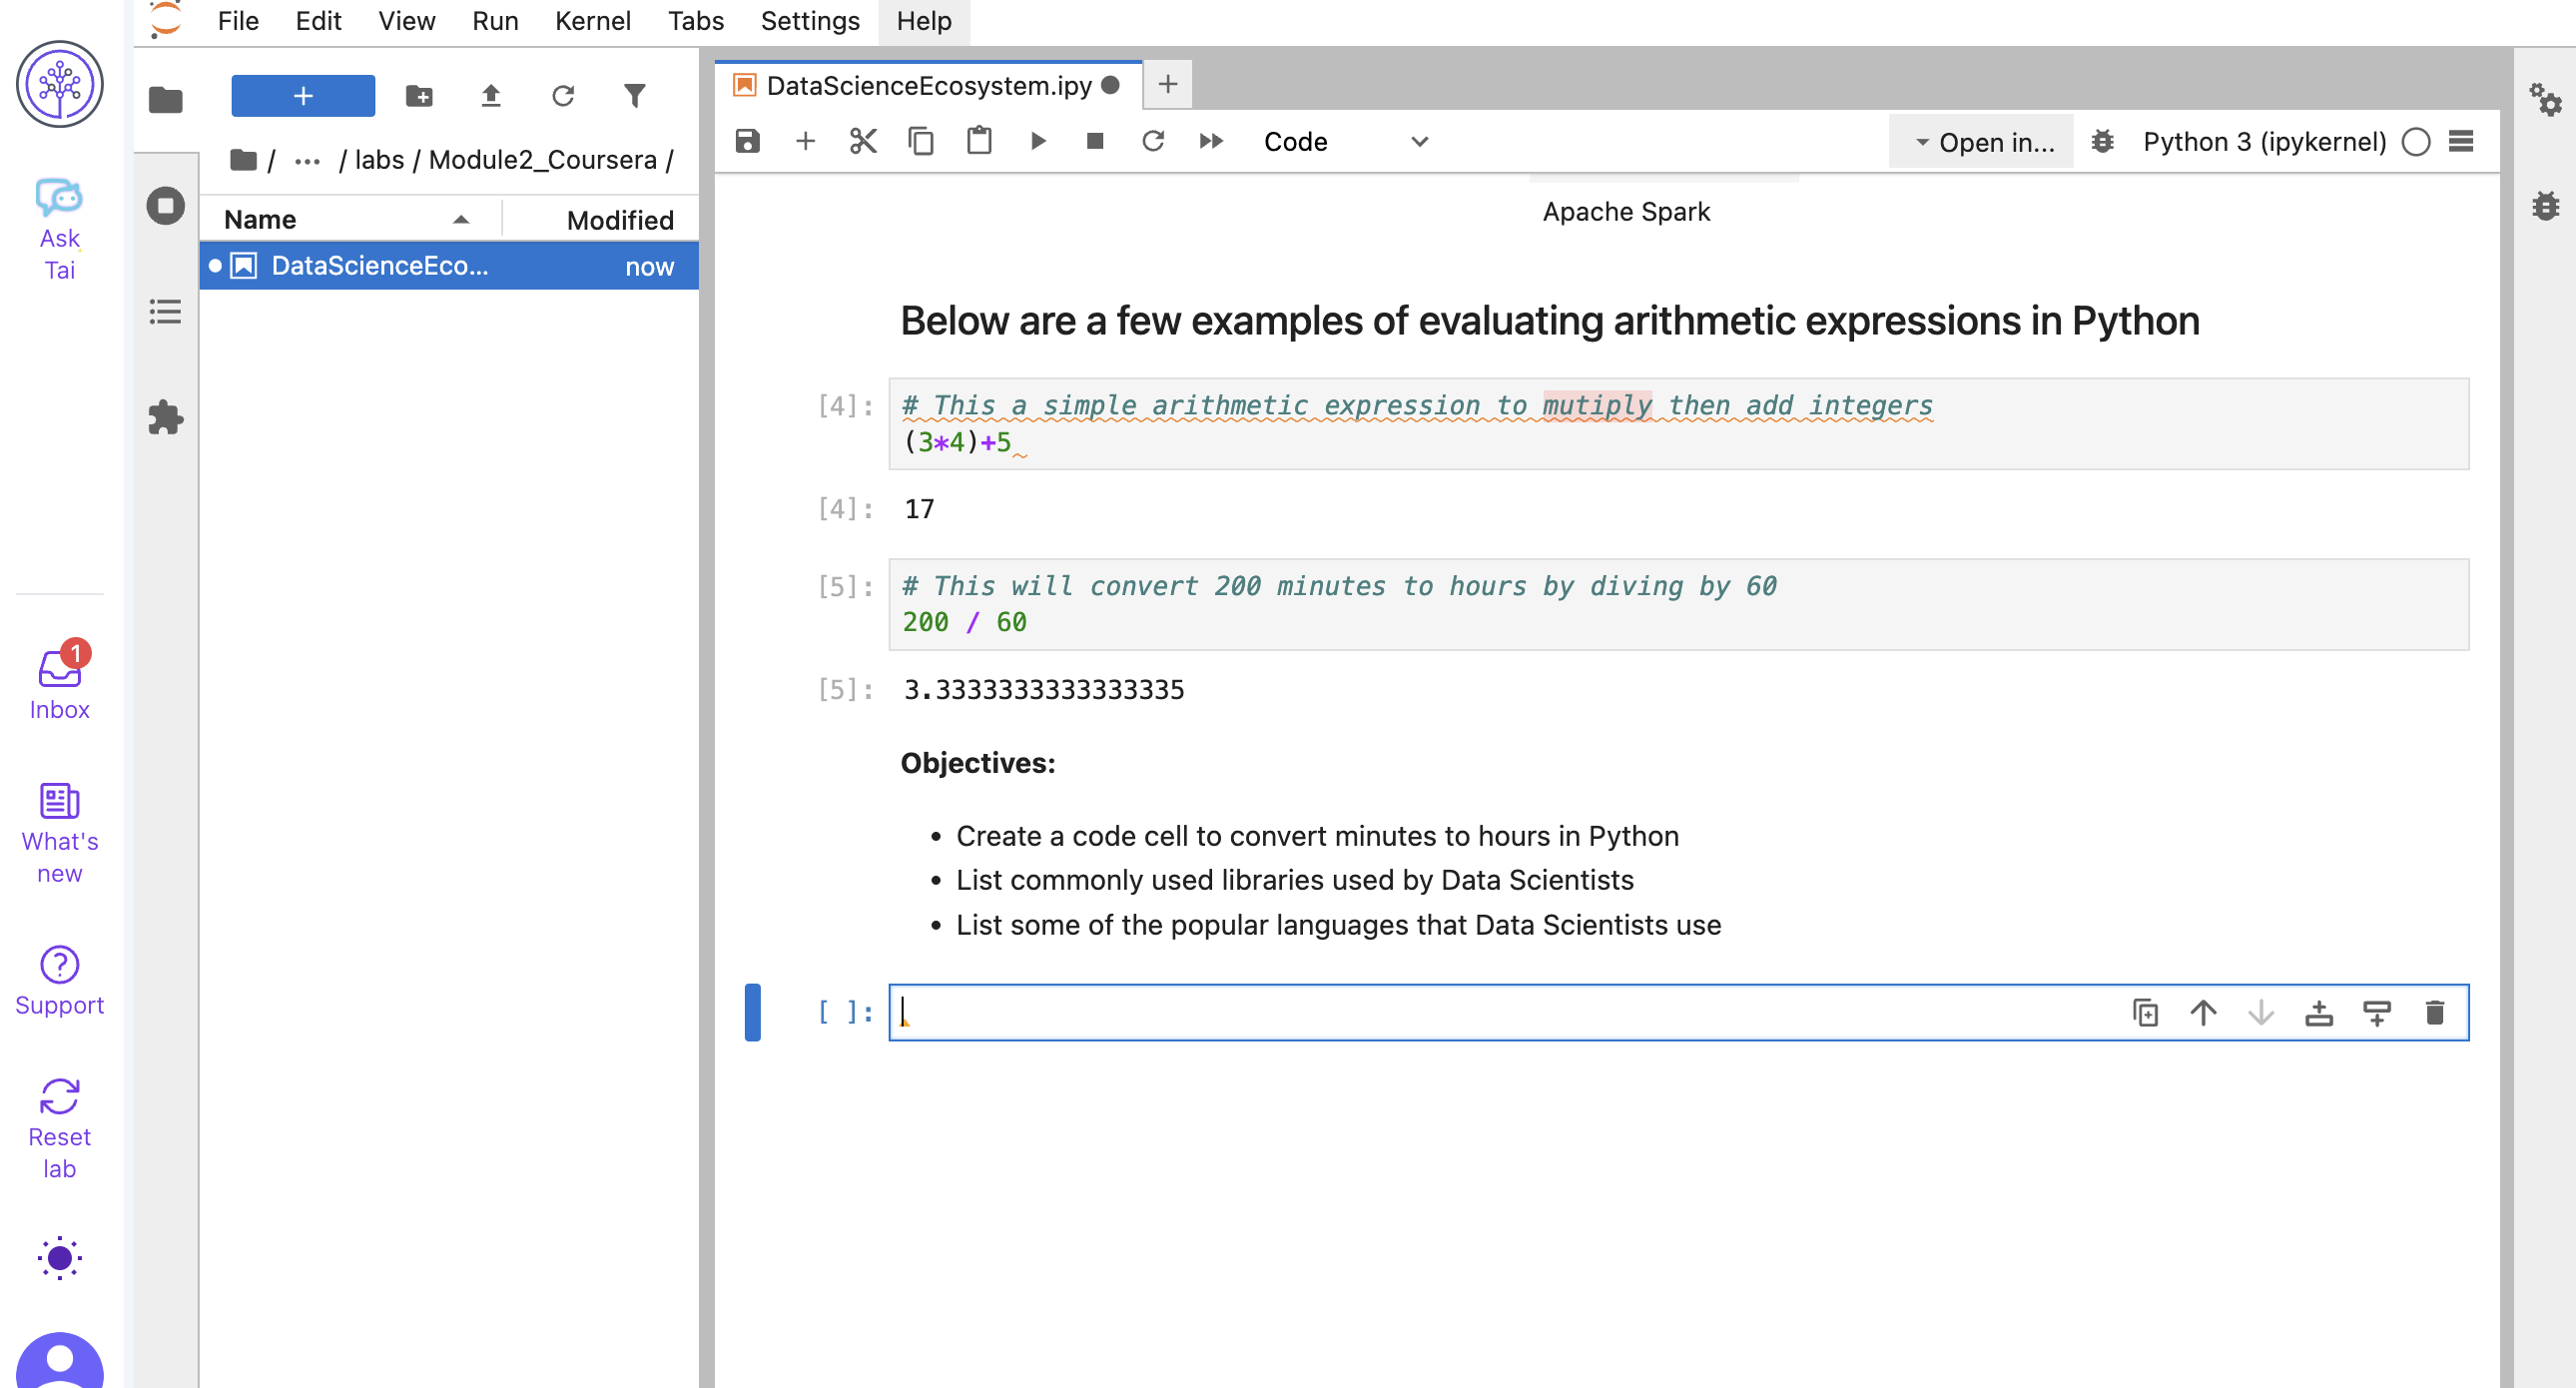 File Edit View Run Kernel Tabs Settings Help
Ask
Tai
Inbox
1
What's
new
Support
Reset
lab
+
/ ... / labs / Module2_Coursera /
Name Modified
DataScienceEco... now
DataScienceEcosystem.ipy
Code
Open in...
Python 3 (ipykernel)
Apache Spark
Below are a few examples of evaluating arithmetic expressions in Python
[4]: # This a simple arithmetic expression to mutiply then add integers
(3*4)+5
[4]: 17
[5]: # This will convert 200 minutes to hours by diving by 60
200 / 60
[5]: 3.3333333333333335
Objectives:
• Create a code cell to convert minutes to hours in Python
• List commonly used libraries used by Data Scientists
• List some of the popular languages that Data Scientists use
[ ]: